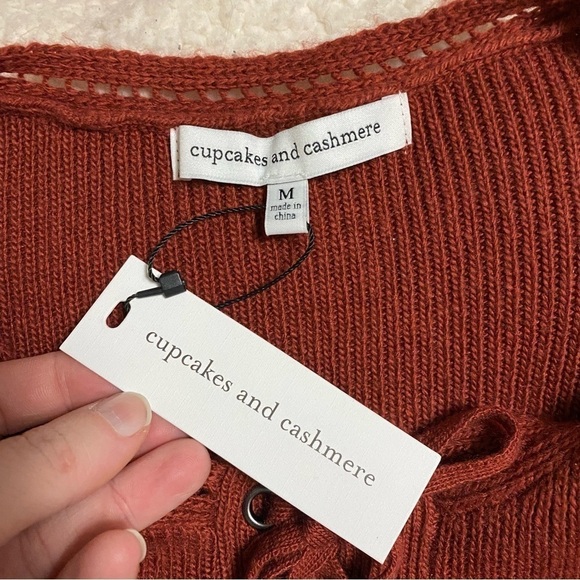 cupcakes and cashmere
M
made in
china
cupcakes and cashmere